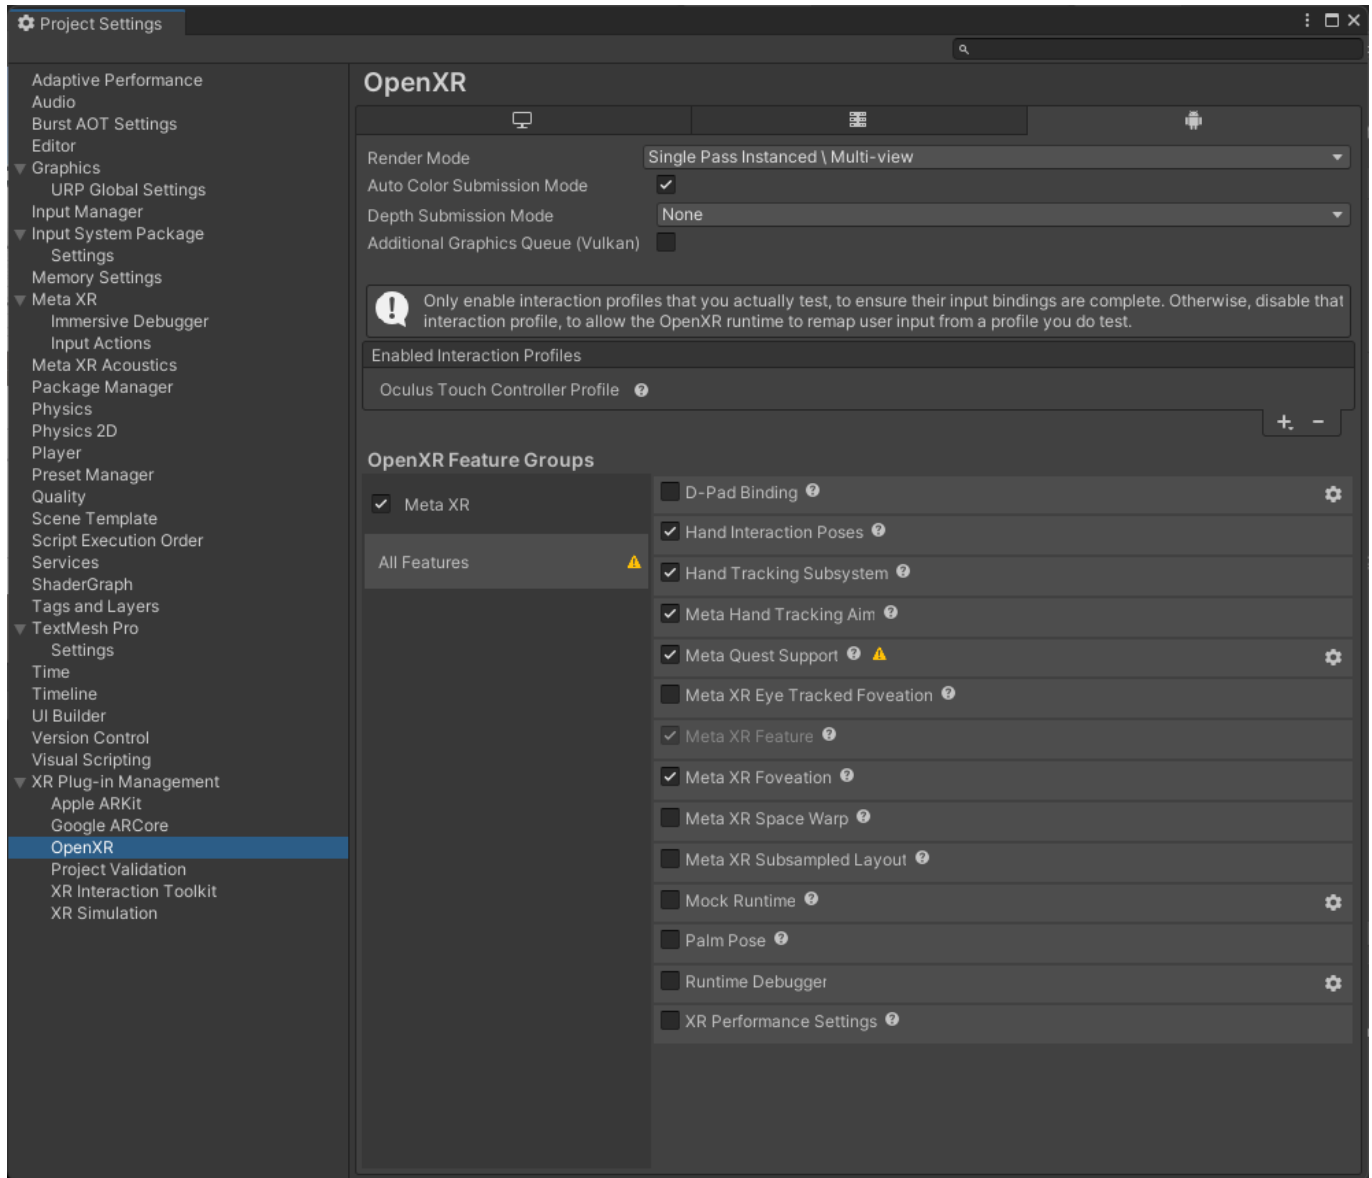 Project Settings
Adaptive Performance
Audio
Burst AOT Settings
Editor
Graphics
URP Global Settings
Input Manager
Input System Package
Settings
Memory Settings
Meta XR
Immersive Debugger
Input Actions
Meta XR Acoustics
Package Manager
Physics
Physics 2D
Player
Preset Manager
Quality
Scene Template
Script Execution Order
Services
ShaderGraph
Tags and Layers
TextMesh Pro
Settings
Time
Timeline
UI Builder
Version Control
Visual Scripting
XR Plug-in Management
Apple ARKit
Google ARCore
OpenXR
Project Validation
XR Interaction Toolkit
XR Simulation
OpenXR
Render Mode Single Pass Instanced \ Multi-view
Auto Color Submission Mode
Depth Submission Mode None
Additional Graphics Queue (Vulkan)
Only enable interaction profiles that you actually test, to ensure their input bindings are complete. Otherwise, disable that
interaction profile, to allow the OpenXR runtime to remap user input from a profile you do test.
Enabled Interaction Profiles
Oculus Touch Controller Profile
OpenXR Feature Groups
Meta XR
All Features
D-Pad Binding
Hand Interaction Poses
Hand Tracking Subsystem
Meta Hand Tracking Aim
Meta Quest Support
Meta XR Eye Tracked Foveation
Meta XR Feature
Meta XR Foveation
Meta XR Space Warp
Meta XR Subsampled Layout
Mock Runtime
Palm Pose
Runtime Debugger
XR Performance Settings